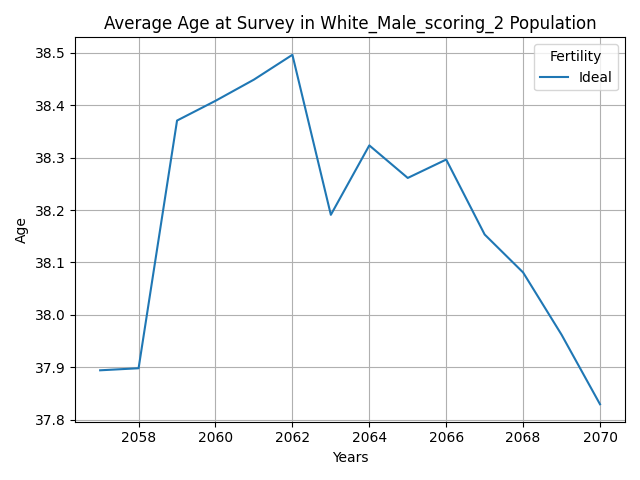 Average Age at Survey in White_Male_scoring_2 Population
Fertility
Ideal
38.5
38.4
38.3
38.2
38.1
38.0
37.9
37.8
Age
2058 2060 2062 2064 2066 2068 2070
Years